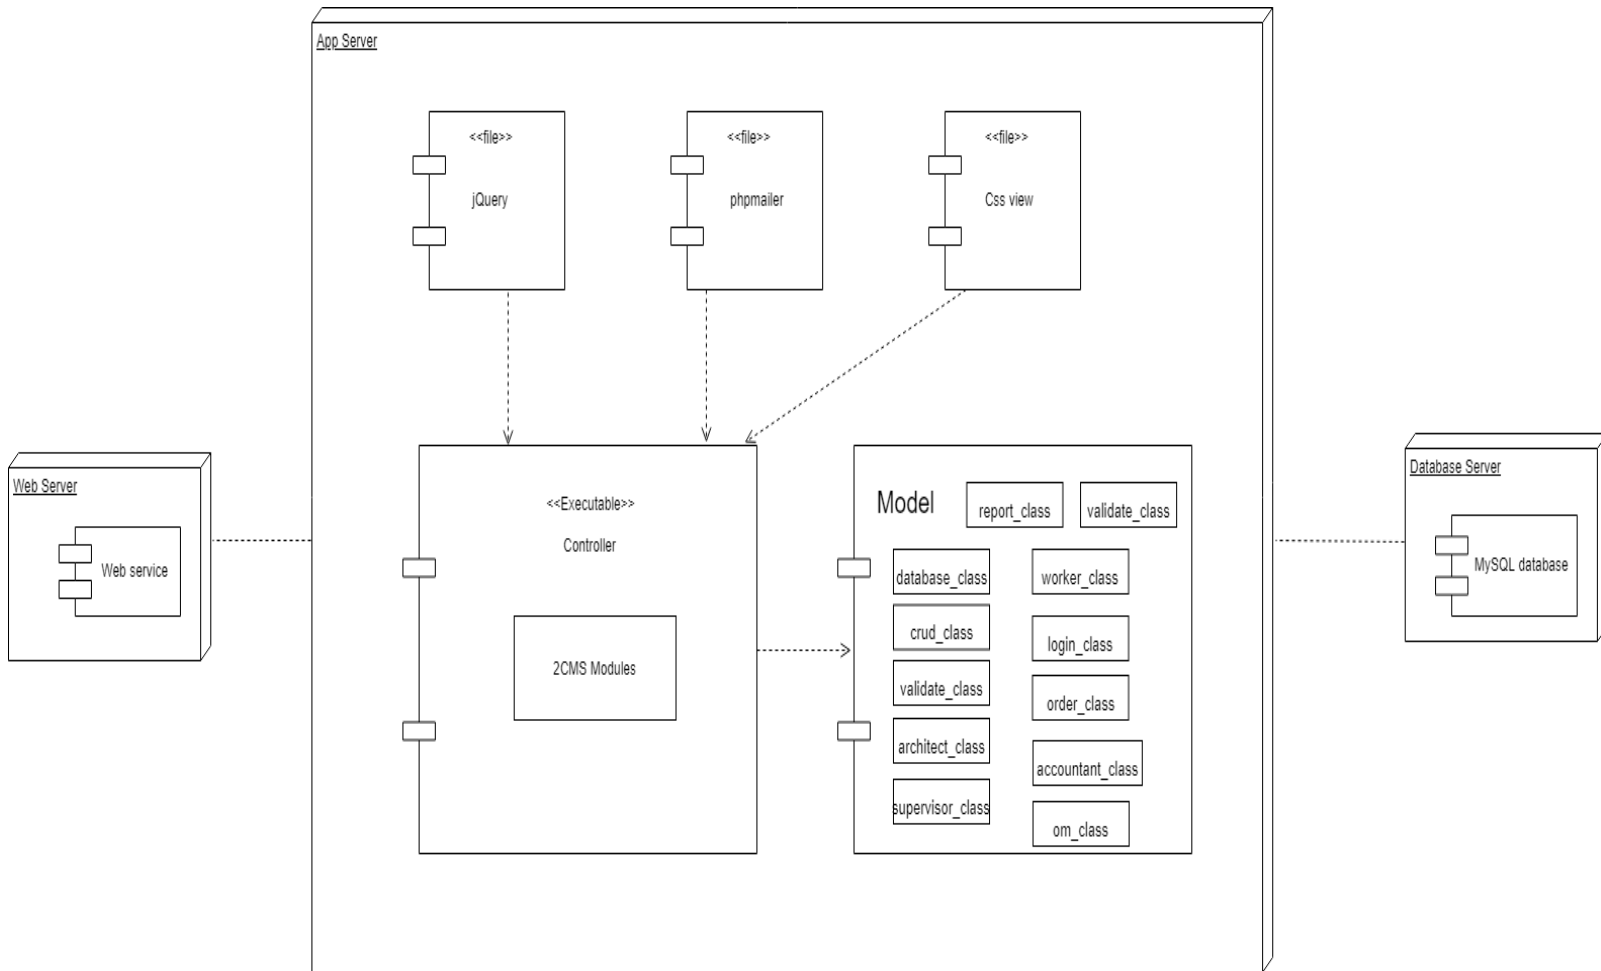 App Server
<<file>>
jQuery
<<file>>
phpmailer
<<file>>
Css view
Web Server
Web service
<<Executable>>
Controller
2CMS Modules
Model
report_class
validate_class
database_class
worker_class
crud_class
login_class
validate_class
order_class
architect_class
accountant_class
supervisor_class
om_class
Database Server
MySQL database